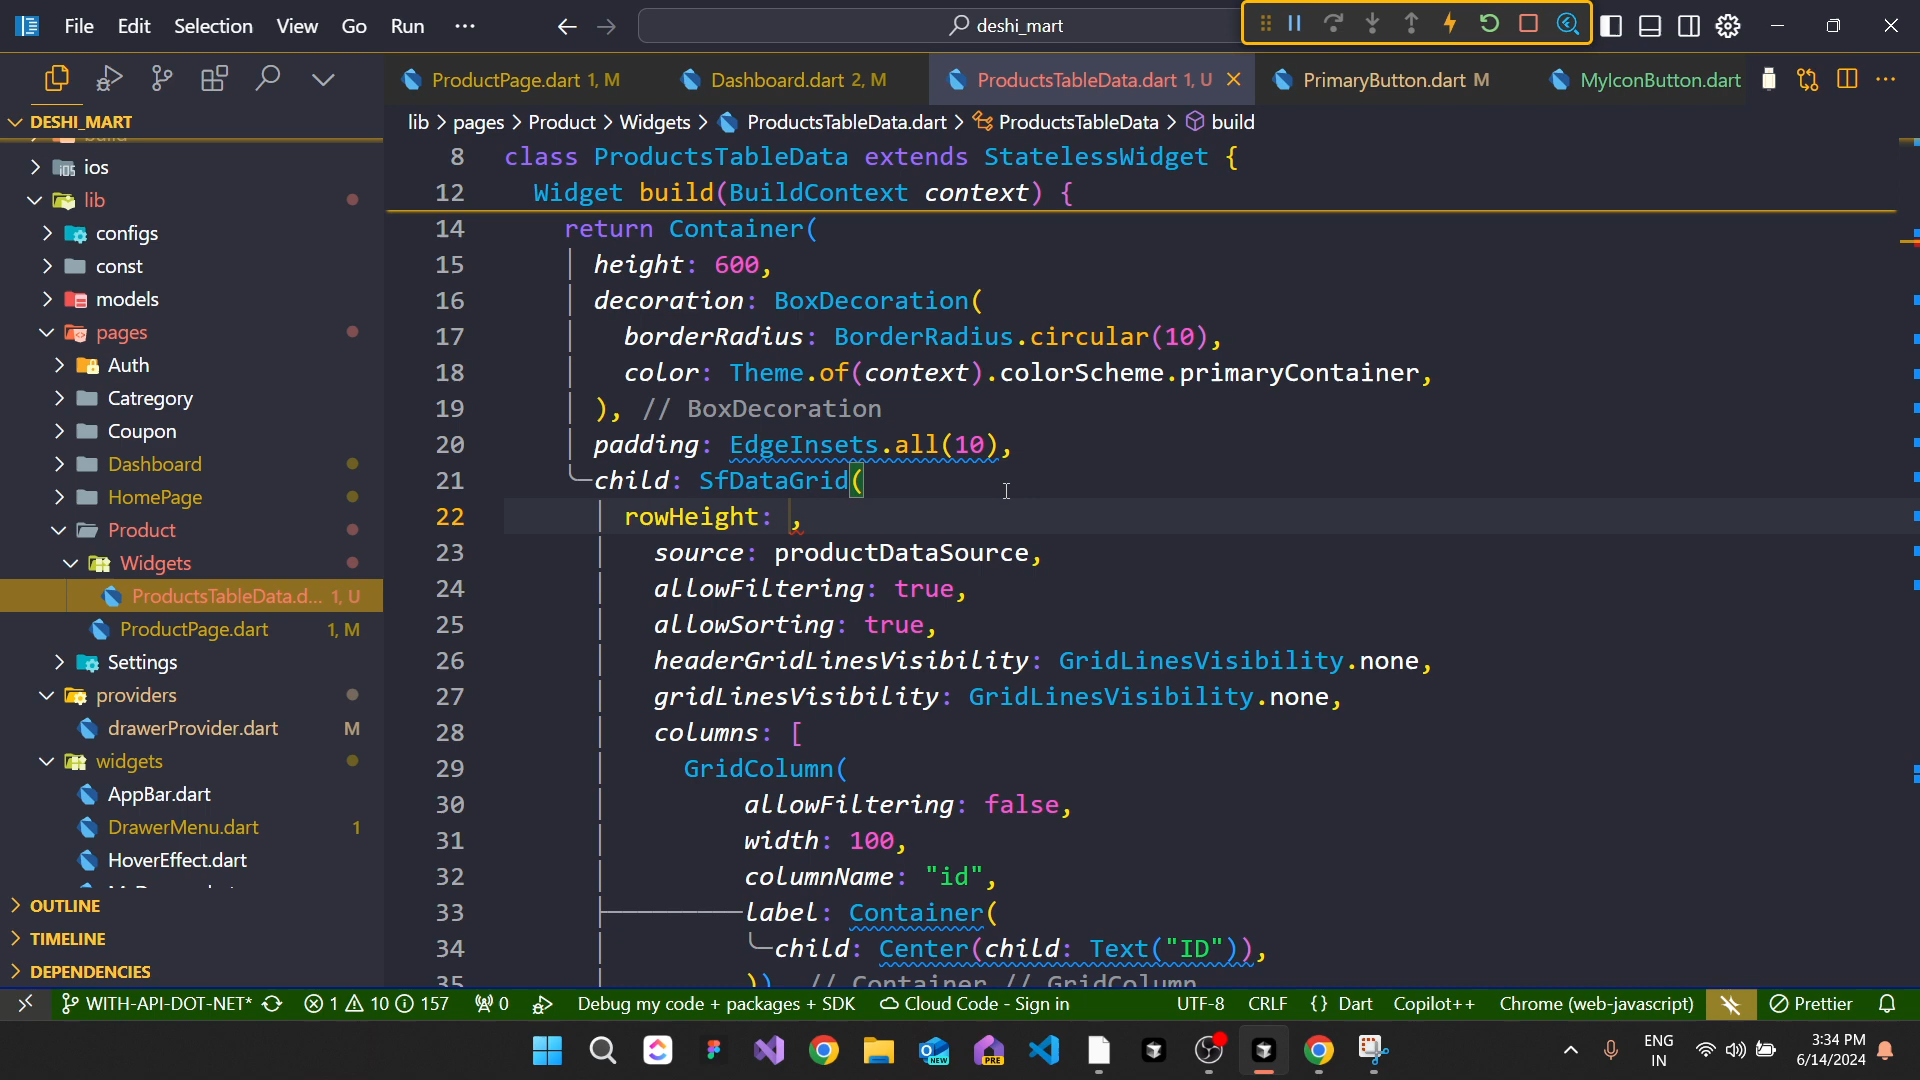 File Edit Selection View Go Run ··· deshi_mart
ProductPage.dart 1, M Dashboard.dart 2, M ProductsTableData.dart 1, U PrimaryButton.dart M MyIconButton.dart
DESHI_MART
lib > pages > Product > Widgets > ProductsTableData.dart > ProductsTableData > build
build
ios
lib
configs
const
models
pages
Auth
Catregory
Coupon
Dashboard
HomePage
Product
Widgets
ProductsTableData.d... 1, U
ProductPage.dart 1, M
Settings
providers
drawerProvider.dart M
widgets
AppBar.dart
DrawerMenu.dart 1
HoverEffect.dart
OUTLINE
TIMELINE
DEPENDENCIES
8 class ProductsTableData extends StatelessWidget {
12 Widget build(BuildContext context) {
14 return Container(
15 height: 600,
16 decoration: BoxDecoration(
17 borderRadius: BorderRadius.circular(10),
18 color: Theme.of(context).colorScheme.primaryContainer,
19 ), // BoxDecoration
20 padding: EdgeInsets.all(10),
21 child: SfDataGrid(
22 rowHeight: ,
23 source: productDataSource,
24 allowFiltering: true,
25 allowSorting: true,
26 headerGridLinesVisibility: GridLinesVisibility.none,
27 gridLinesVisibility: GridLinesVisibility.none,
28 columns: [
29 GridColumn(
30 allowFiltering: false,
31 width: 100,
32 columnName: "id",
33 label: Container(
34 child: Center(child: Text("ID")),
35 )), // Container // GridColumn
WITH-API-DOT-NET* 1 10 157 0 Debug my code + packages + SDK Cloud Code - Sign in UTF-8 CRLF {} Dart Copilot++ Chrome (web-javascript) Prettier
NEW PRE ENG
IN 3:34 PM
6/14/2024